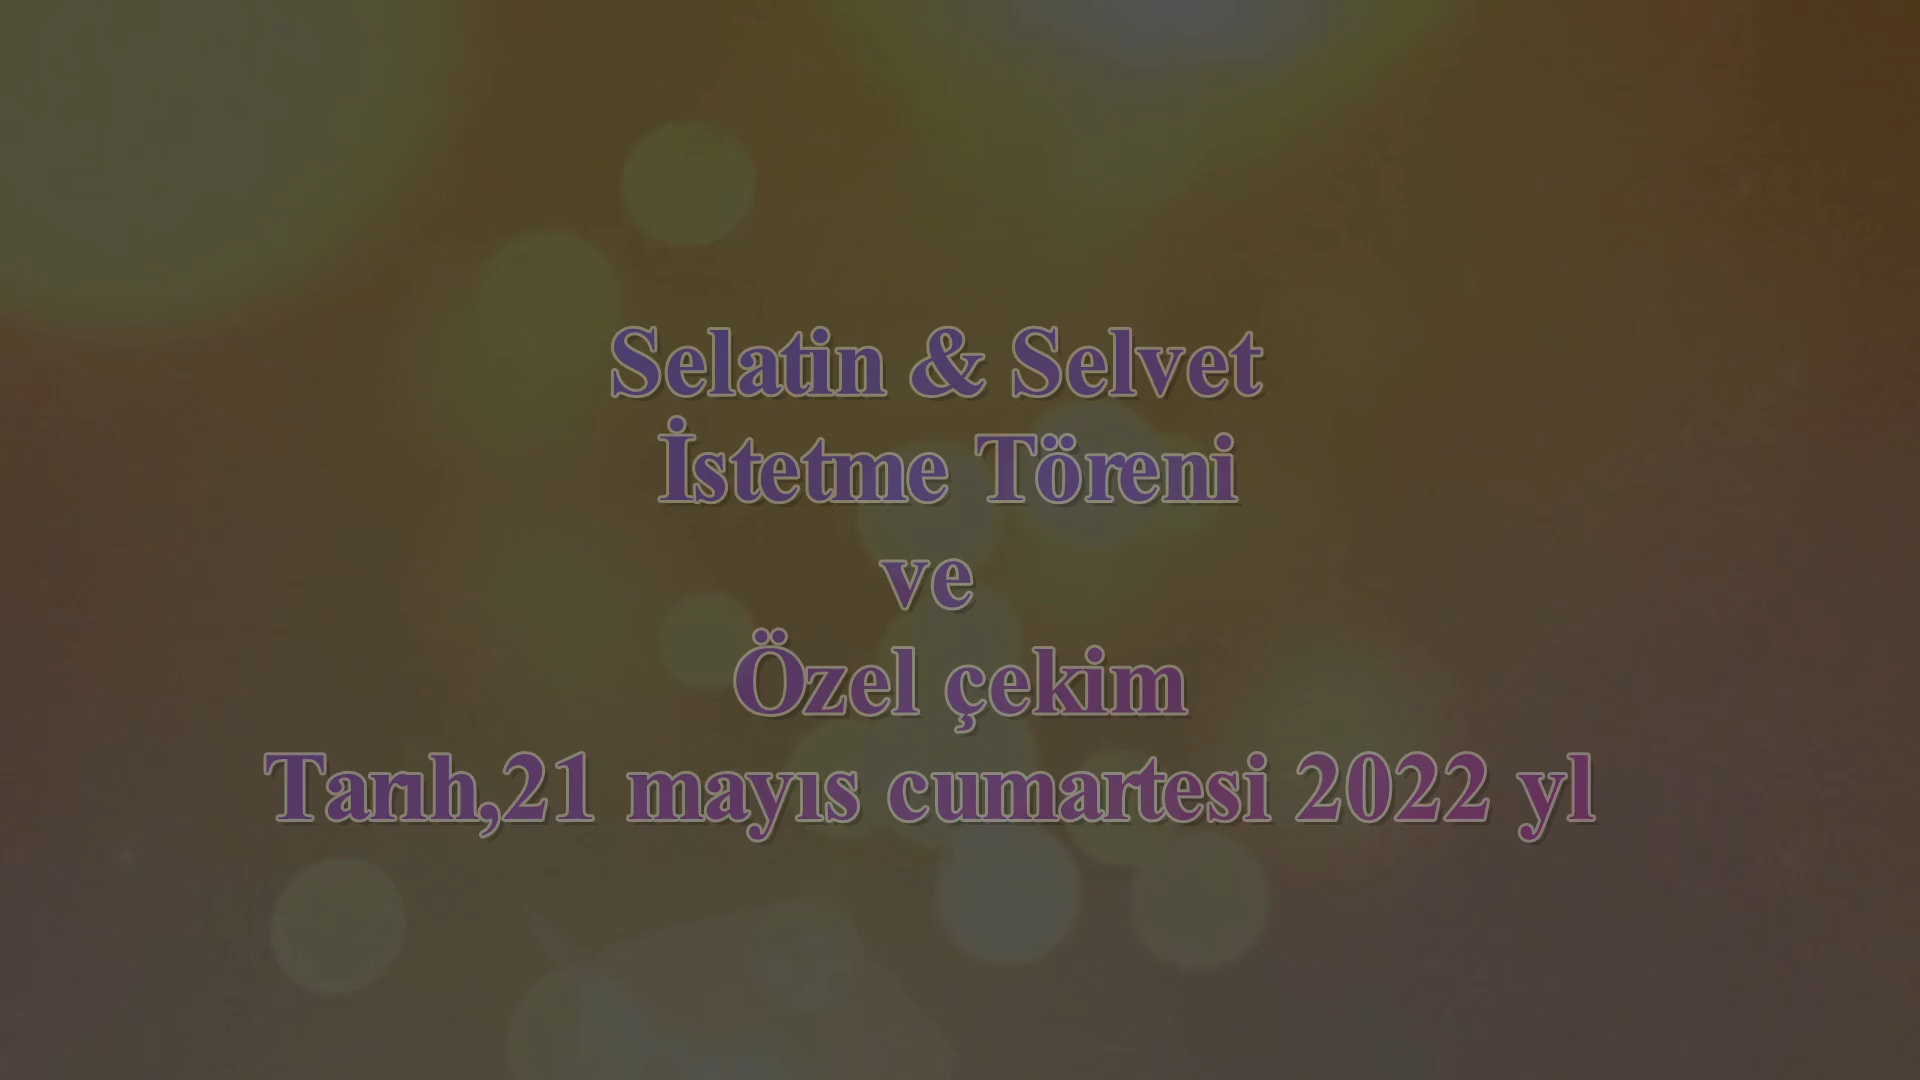 Selatin & Selvet
İstetme Töreni
ve
Özel çekim
Tarıh,21 mayıs cumartesi 2022 yl